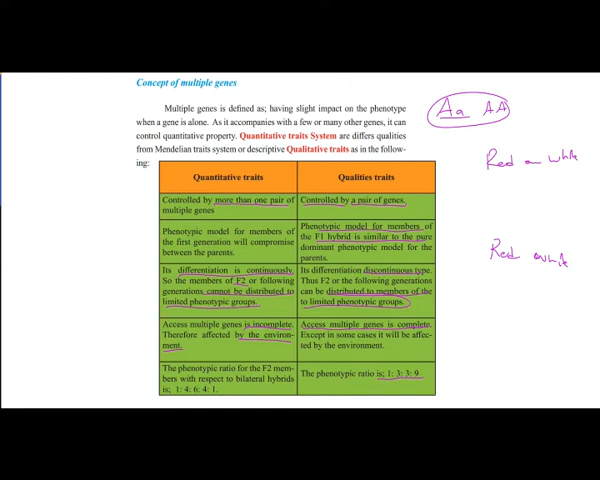 Concept of multiple genes
Aa AA
Multiple genes is defined as; having slight impact on the phenotype
when a gene is alone. As it accompanies with a few or many other genes, it can
control quantitative property. Quantitative traits System are differs qualities
from Mendelian traits system or descriptive Qualitative traits as in the follow-
ing:
Red or white
Quantitative traits
Qualities traits
Controlled by more than one pair of
multiple genes
Controlled by a pair of genes.
Phenotypic model for members of
the first generation will compromise
between the parents.
Phenotypic model for members of
the F1 hybrid is similar to the pure
dominant phenotypic model for the
parents.
Red white
Its differentiation is continuously.
So the members of F2 or following
generations cannot be distributed to
limited phenotypic groups.
Its differentiation discontinuous type.
Thus F2 or the following generations
can be distributed to members of the
to limited phenotypic groups.
Access multiple genes is incomplete.
Therefore affected by the environ-
ment.
Access multiple genes is complete.
Except in some cases it will be affec-
ted by the environment.
The phenotypic ratio for the F2 mem-
bers with respect to bilateral hybrids
is; 1: 4: 6: 4: 1.
The phenotypic ratio is; 1: 3: 3: 9